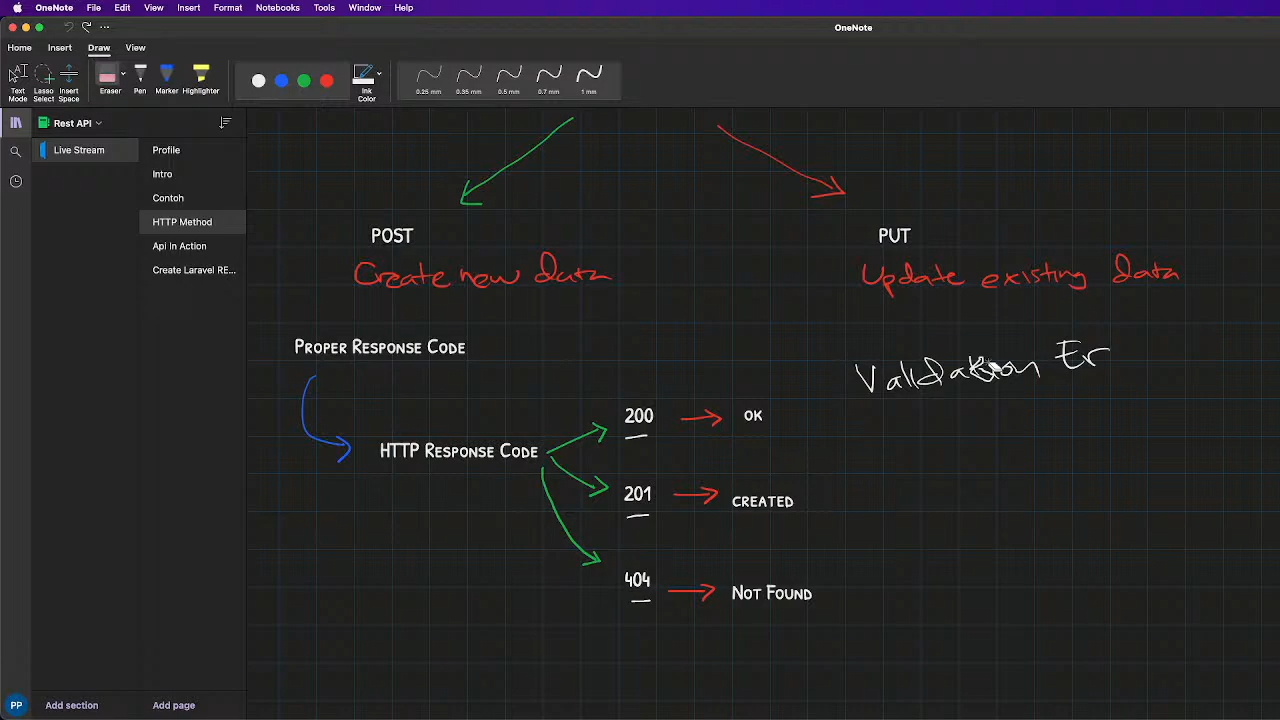 OneNote File Edit View Insert Format Notebooks Tools Window Help
OneNote
Home Insert Draw View
Text Mode
Lasso Select
Insert Space
Eraser
Pen
Marker
Highlighter
Ink Color
0.25 mm
0.35 mm
0.5 mm
0.7 mm
1 mm
Rest API
Live Stream
Profile
Intro
Contoh
HTTP Method
Api In Action
Create Laravel RE...
POST
Create new data
PUT
Update existing data
PROPER RESPONSE CODE
Validation Er
200
OK
HTTP RESPONSE CODE
201
CREATED
404
NOT FOUND
PP
Add section
Add page